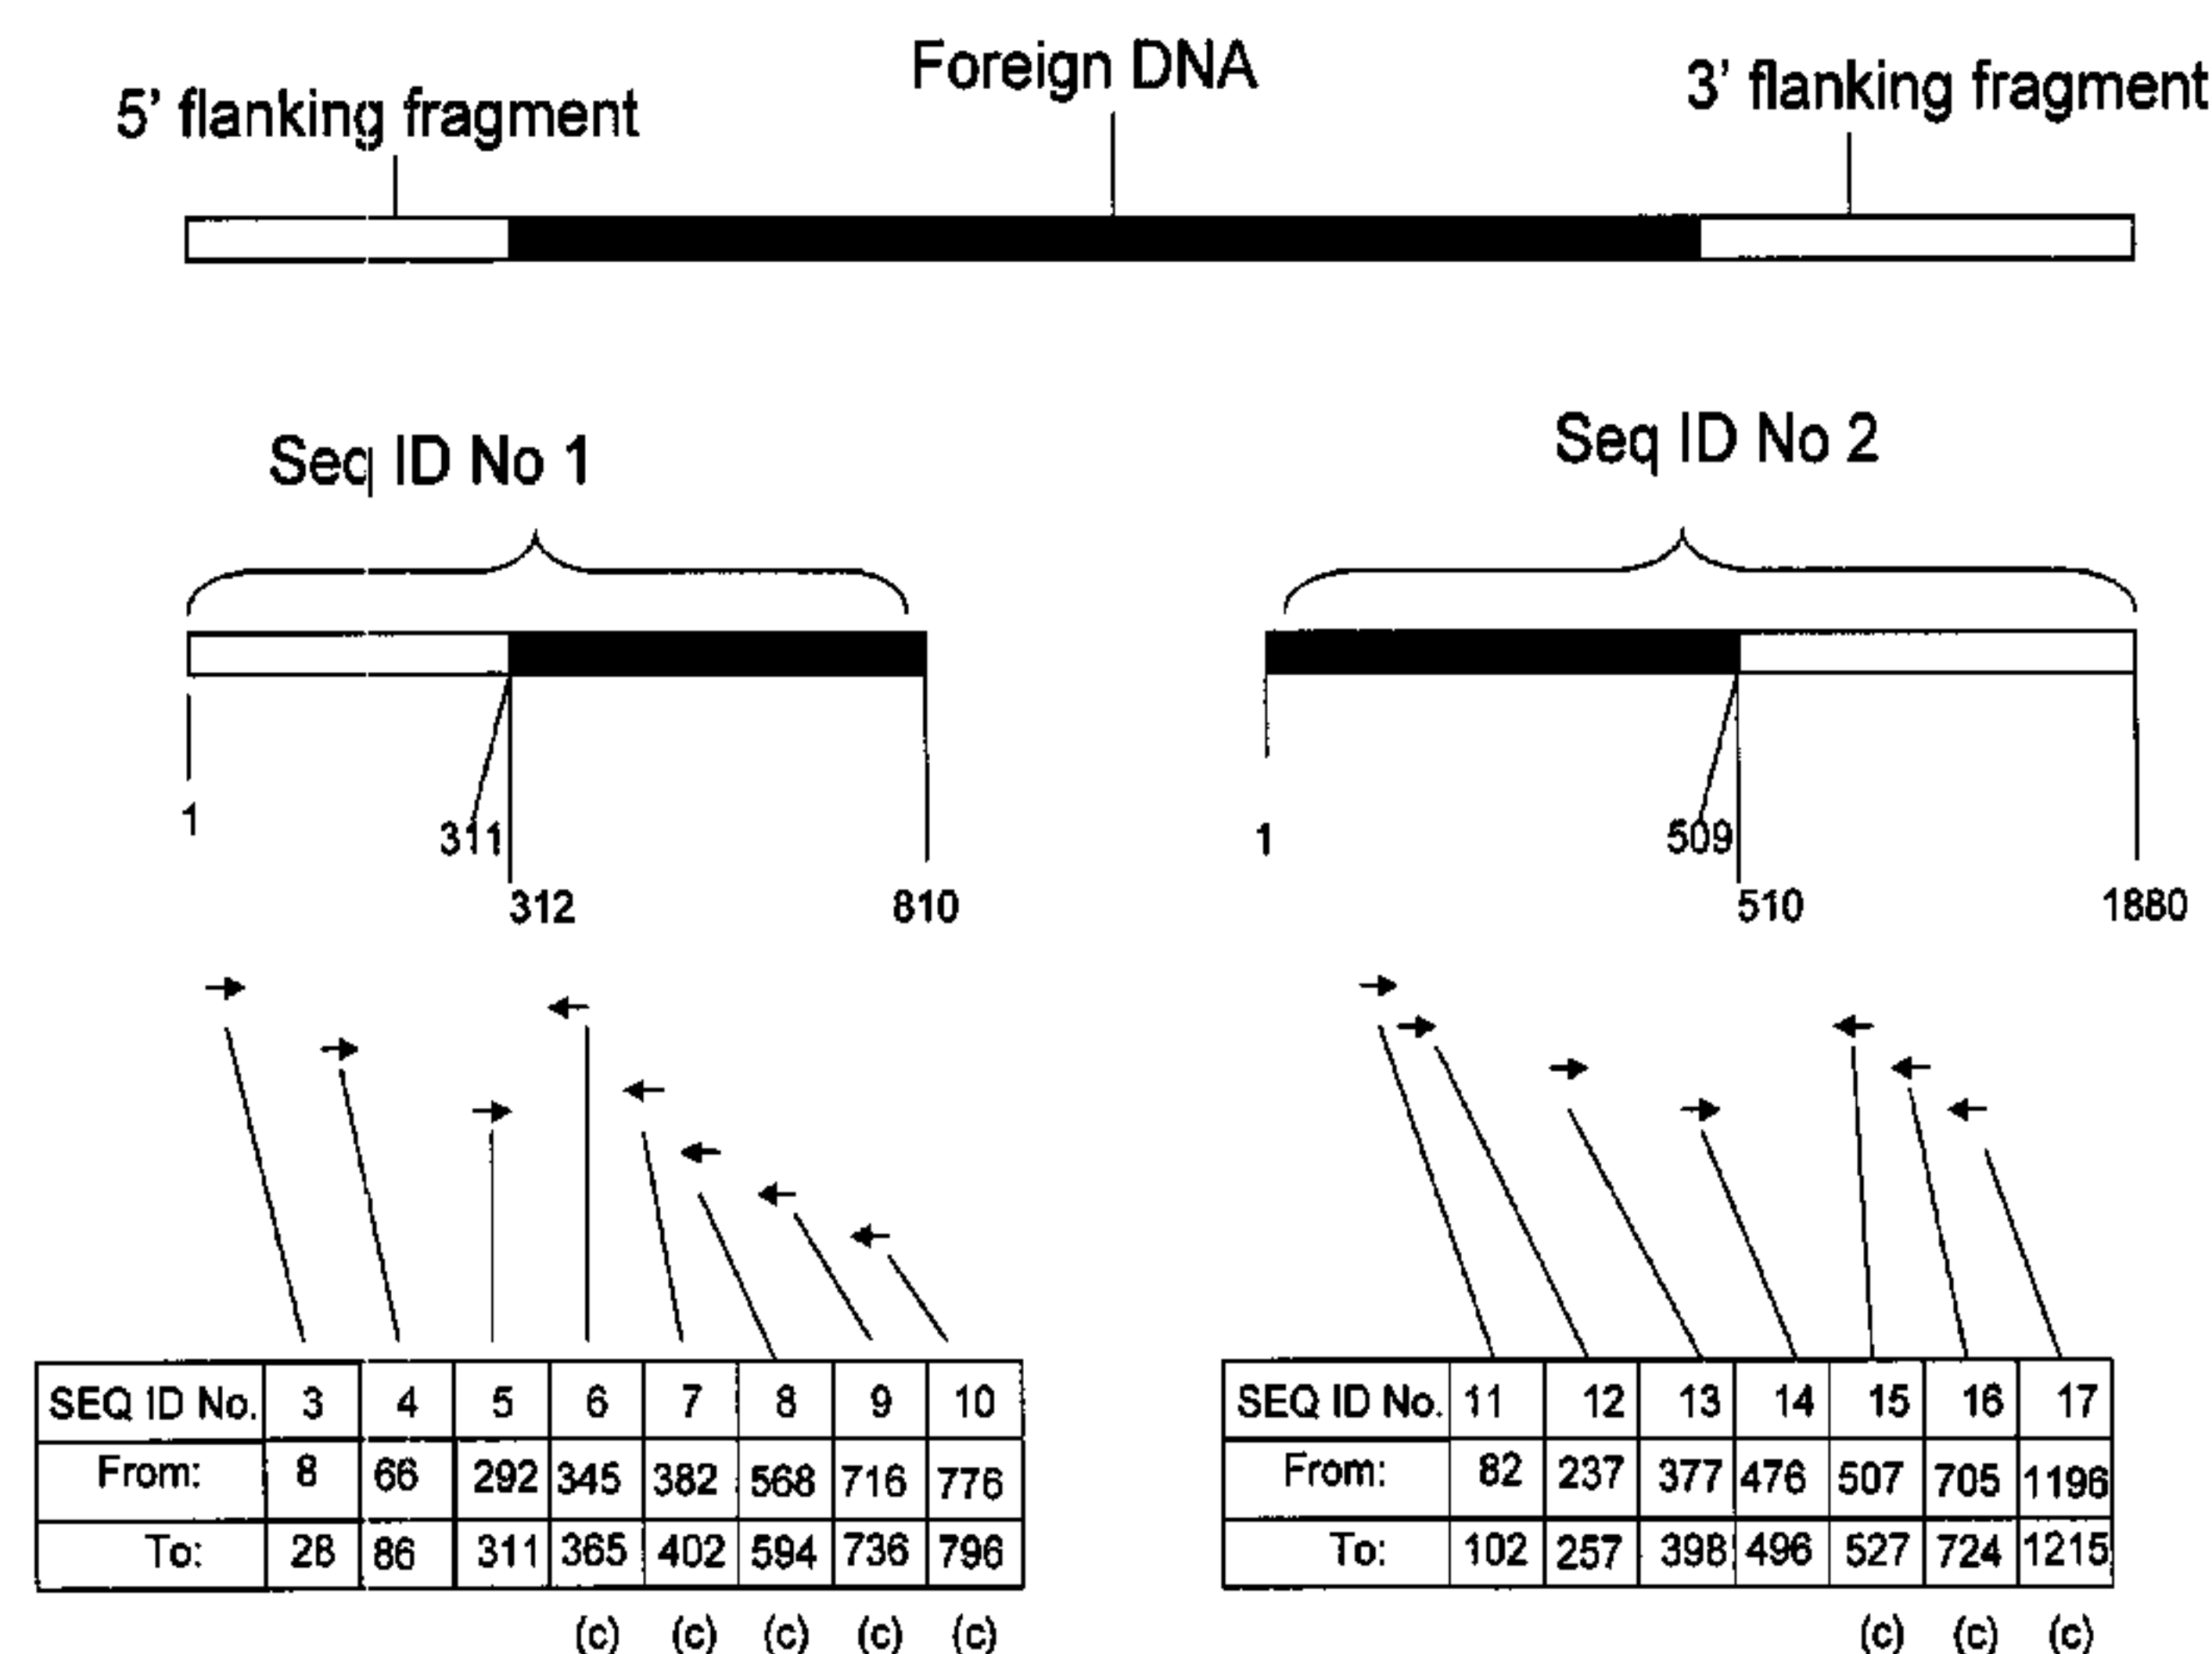 Foreign DNA
5' flanking fragment
3' flanking fragment
Seq ID No 1
Seq ID No 2
1
311
312
810
1
509
510
1880
SEQ ID No. 3 4 5 6 7 8 9 10
From: 8 66 292 345 382 568 716 776
To: 28 86 311 365 402 594 736 796
(c) (c) (c) (c) (c)
SEQ ID No. 11 12 13 14 15 16 17
From: 82 237 377 476 507 705 1196
To: 102 257 398 496 527 724 1215
(c) (c) (c)